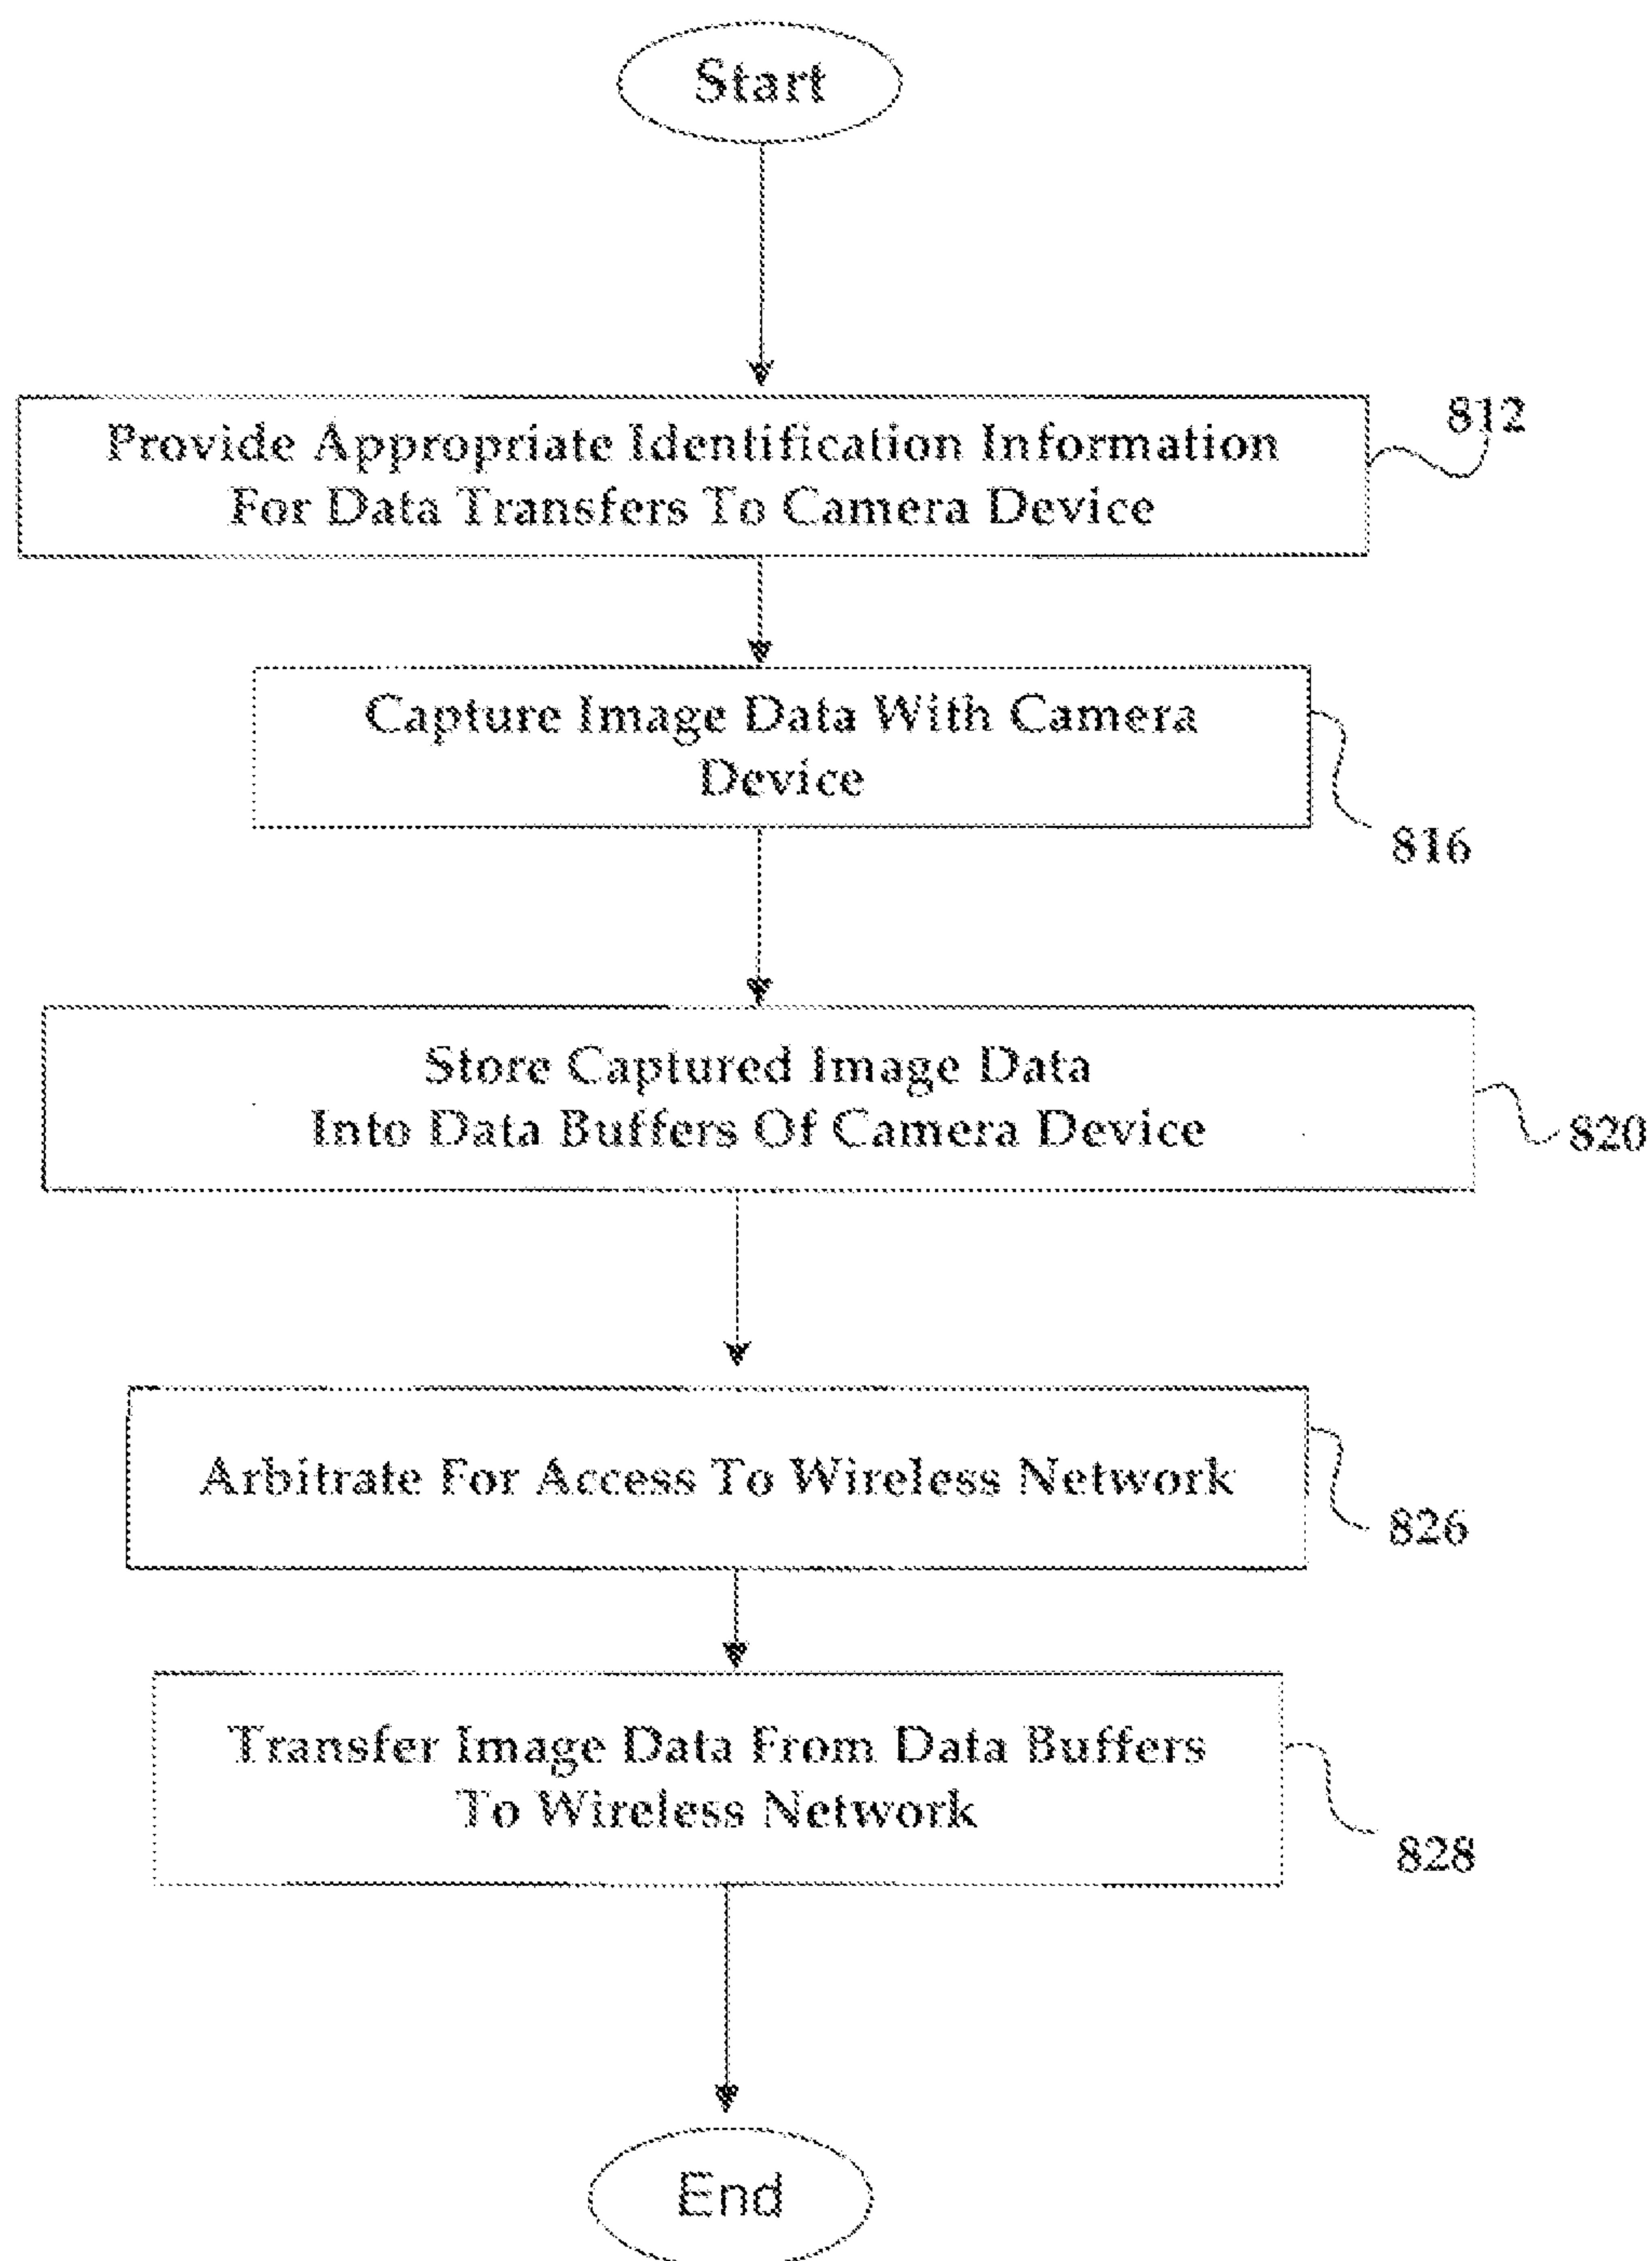 Start
812
Provide Appropriate Identification Information
For Data Transfers To Camera Device
Capture Image Data With Camera
Device
816
Store Captured Image Data
Into Data Buffers Of Camera Device
820
Arbitrate For Access To Wireless Network
826
Transfer Image Data From Data Buffers
To Wireless Network
828
End